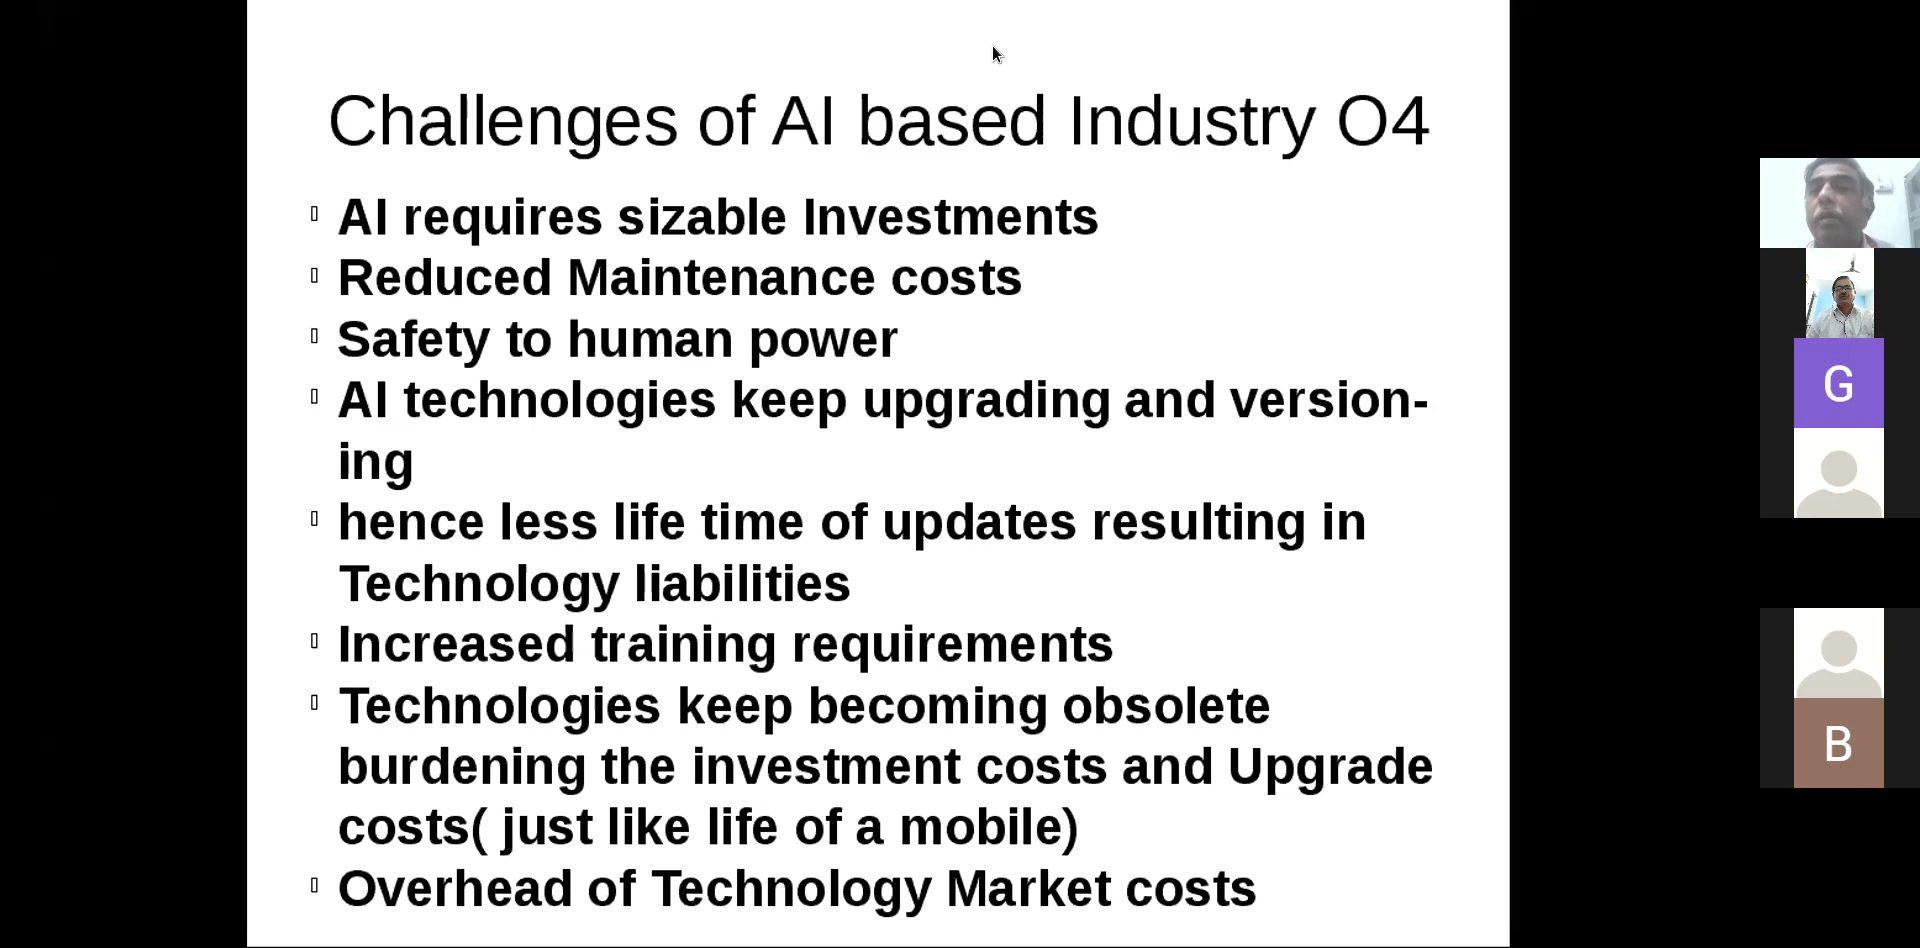 Challenges of AI based Industry O4
AI requires sizable Investments
Reduced Maintenance costs
Safety to human power
AI technologies keep upgrading and version-
ing
hence less life time of updates resulting in
Technology liabilities
Increased training requirements
Technologies keep becoming obsolete
burdening the investment costs and Upgrade
costs( just like life of a mobile)
Overhead of Technology Market costs
G
B